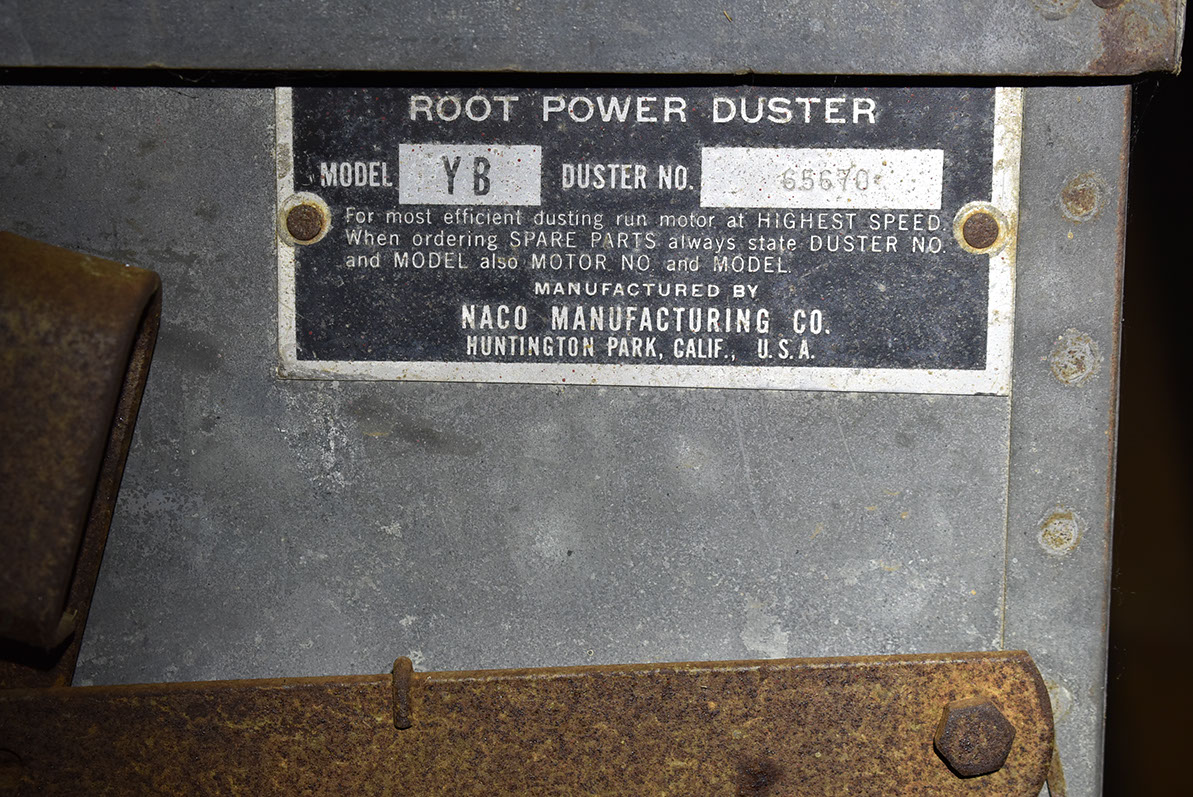 ROOT POWER DUSTER
MODEL YB DUSTER NO. 65670
For most efficient dusting run motor at HIGHEST SPEED.
When ordering SPARE PARTS always state DUSTER NO.
and MODEL also MOTOR NO. and MODEL.
MANUFACTURED BY
NACO MANUFACTURING CO.
HUNTINGTON PARK, CALIF., U.S.A.